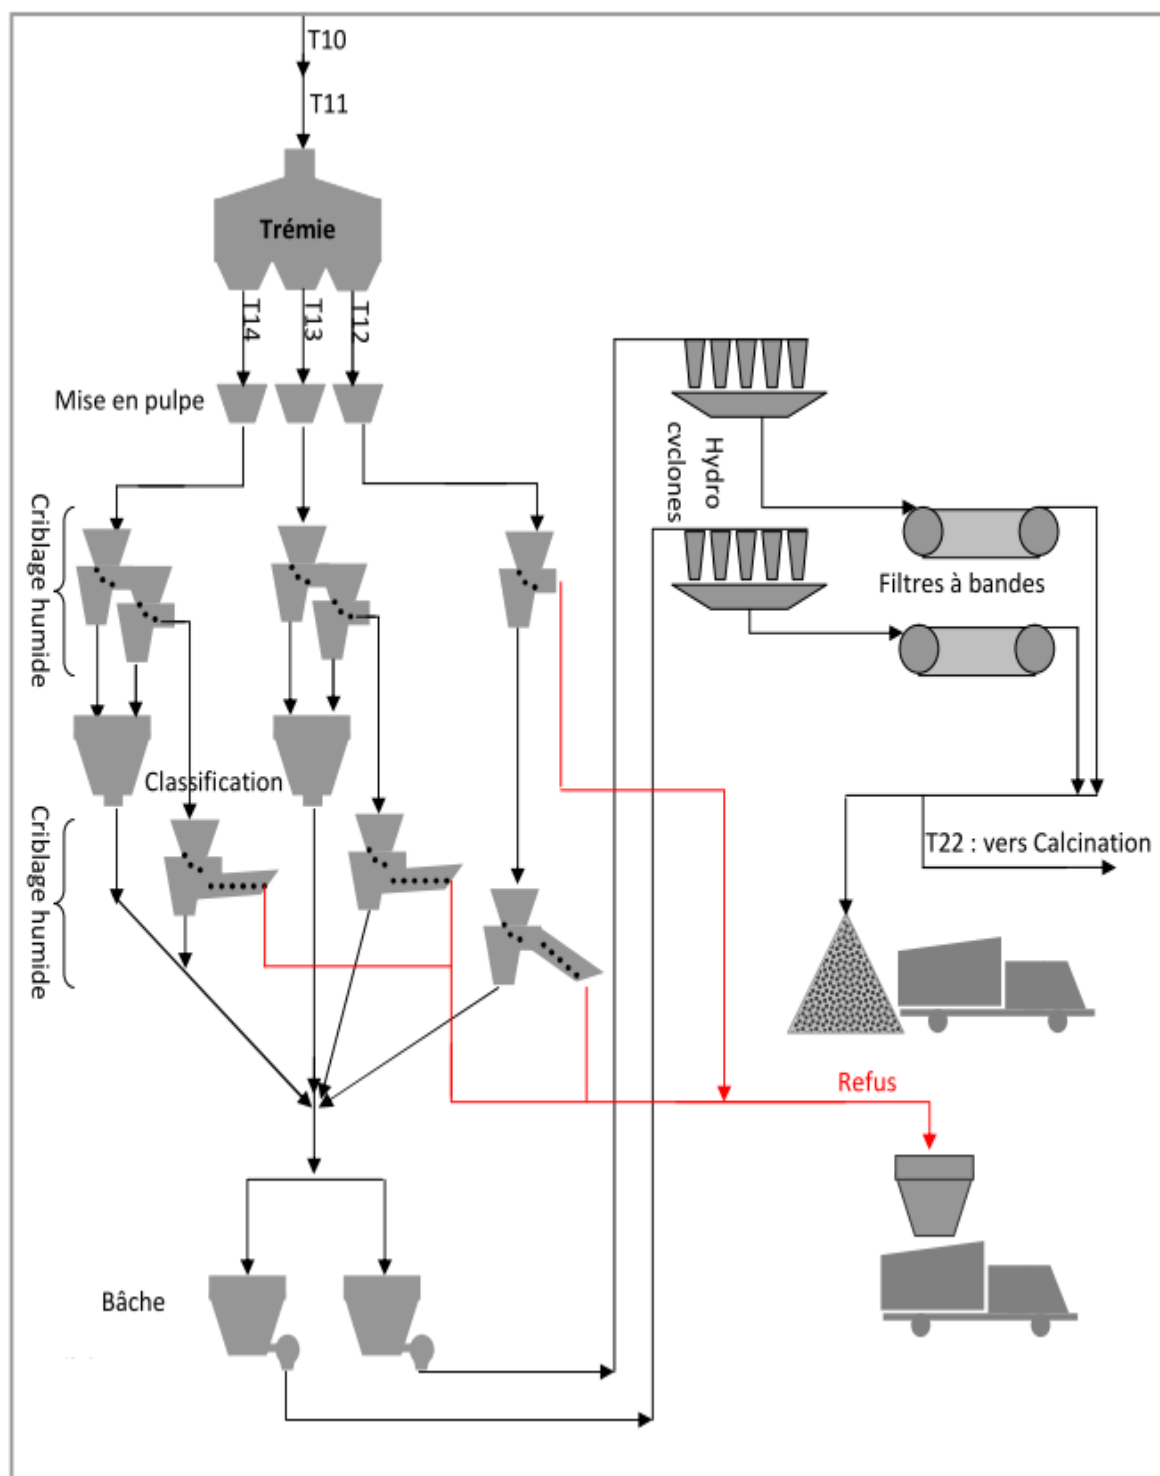 T10
T11
Trémie
T14
T13
T12
Mise en pulpe
Hydro
cyclones
Criblage humide
Filtres à bandes
Classification
Criblage humide
T22 : vers Calcination
Refus
Bâche